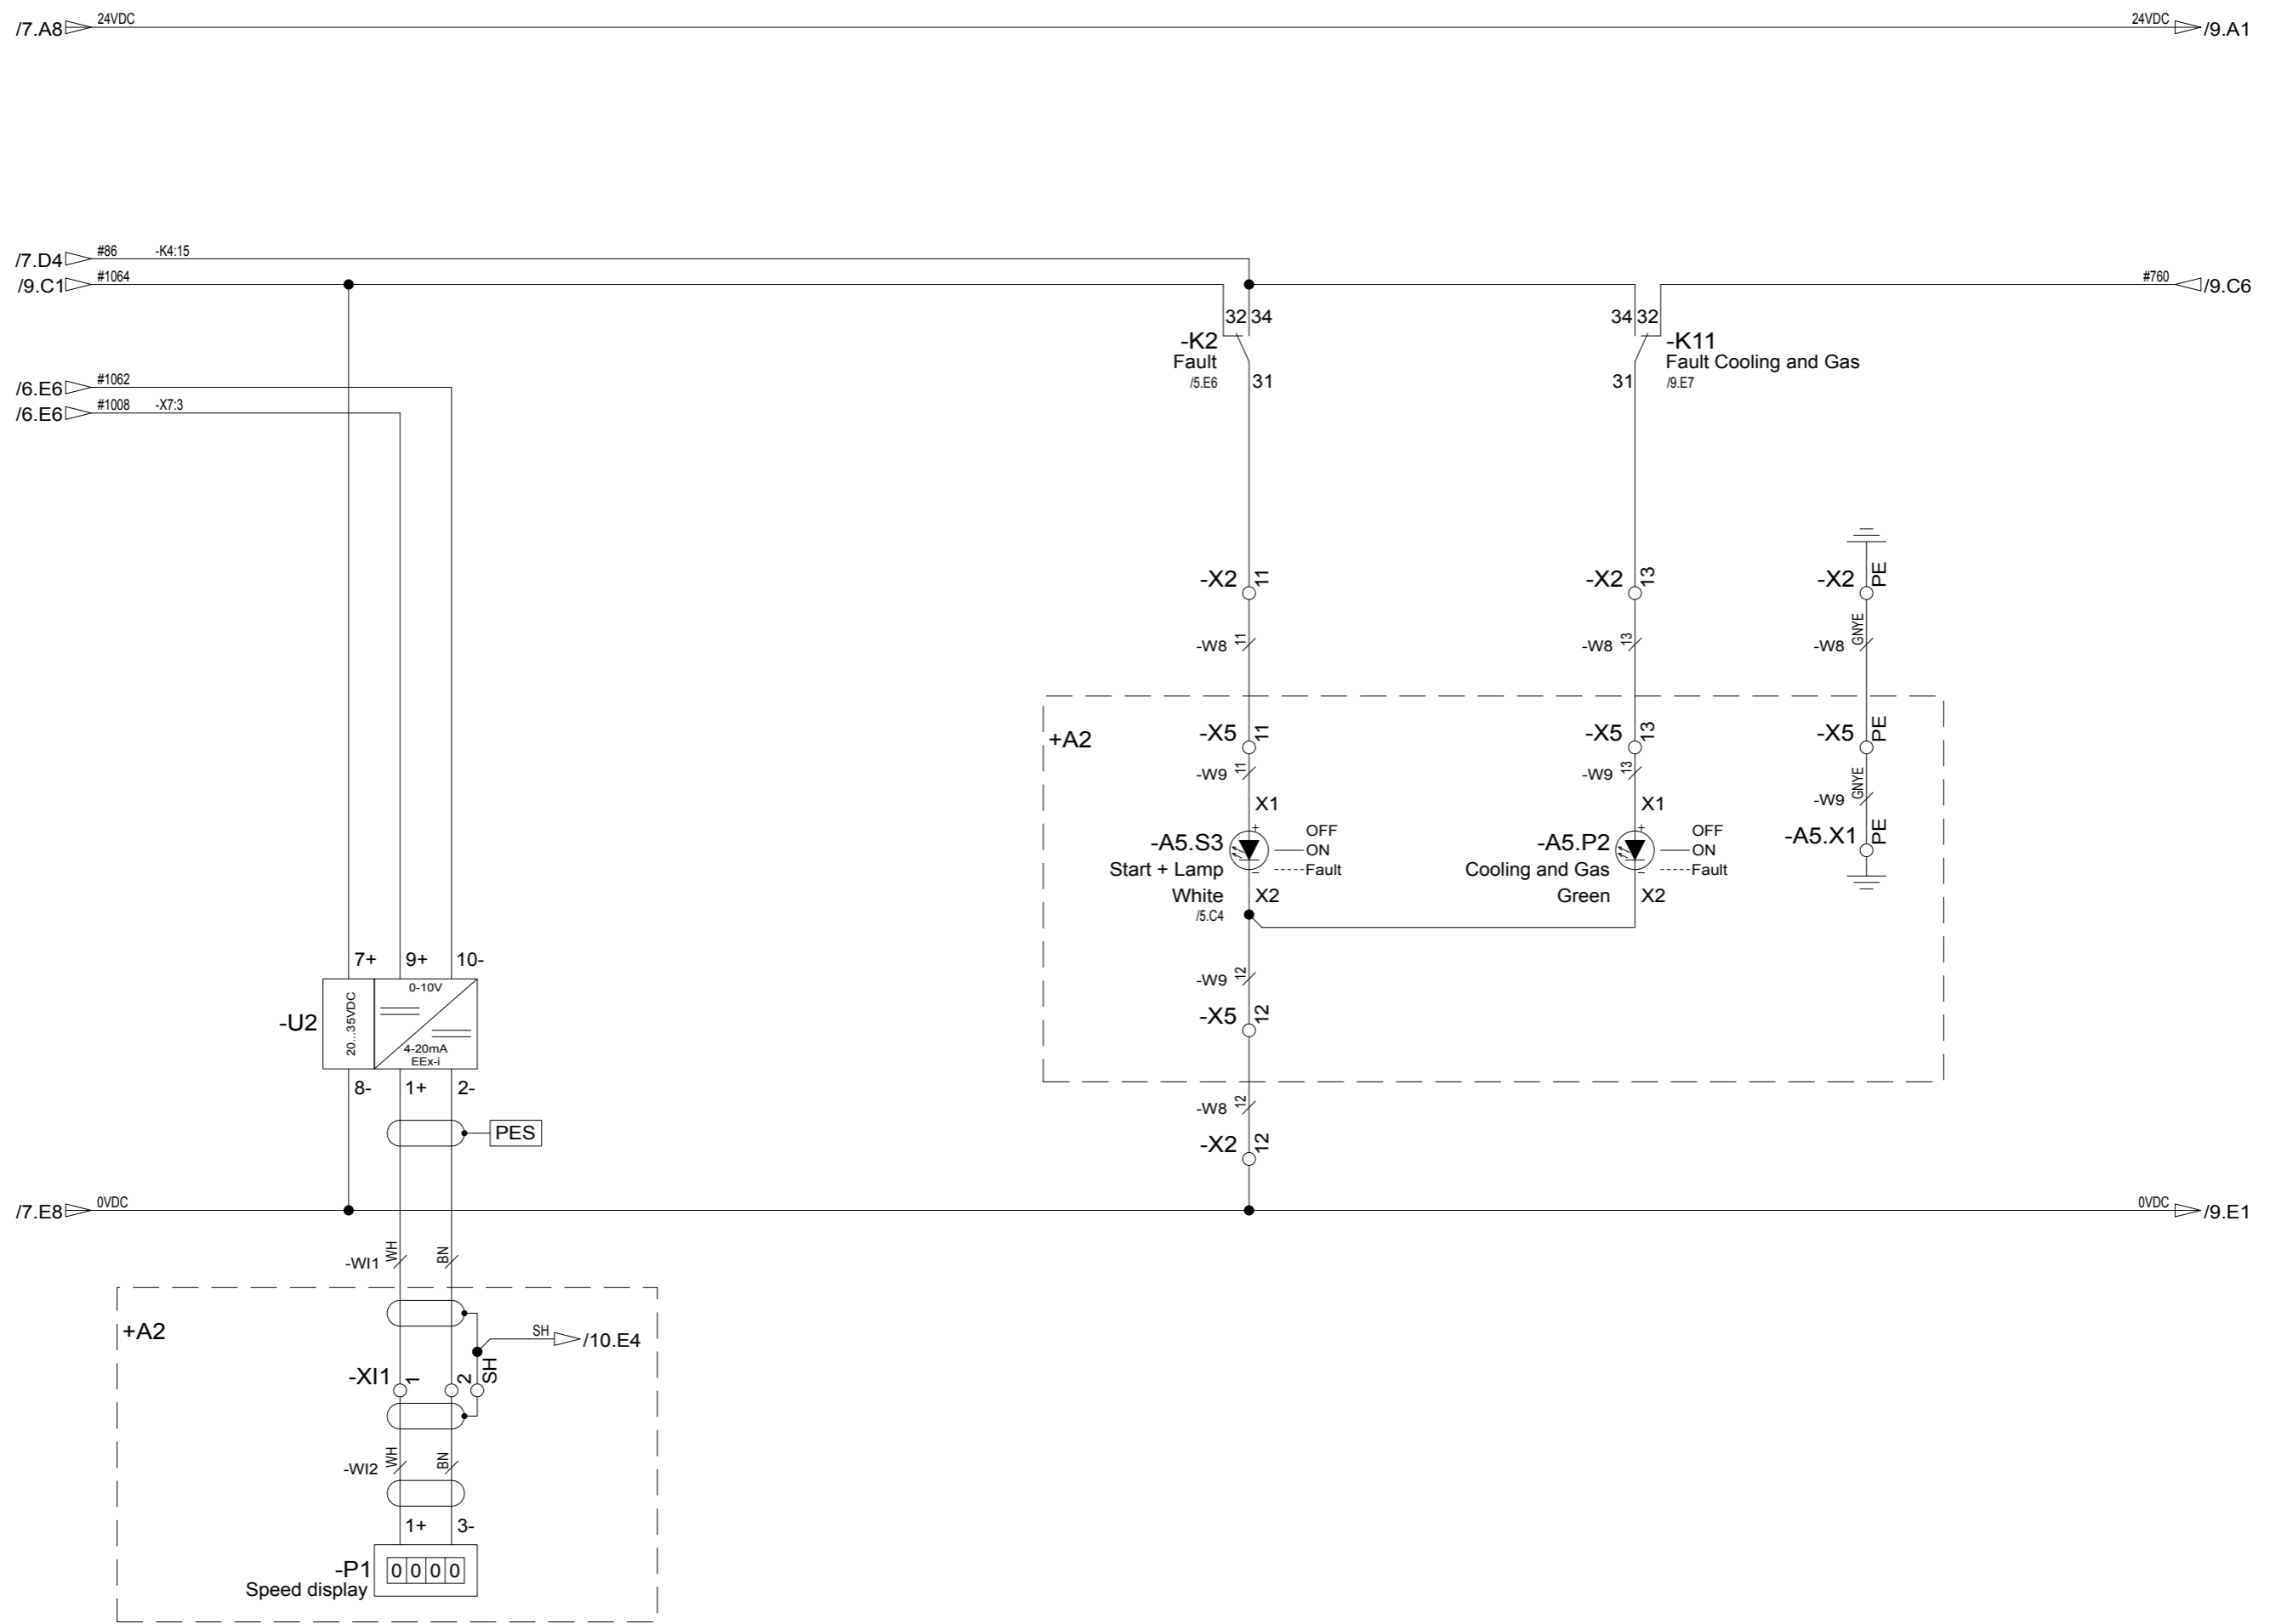 /7.A8 24VDC 24VDC /9.A1
/7.D4 #86 -K4:15
/9.C1 #1064 #760 /9.C6
32 34 34 32
-K2 -K11
Fault Fault Cooling and Gas
/5.E6 31 31 /9.E7
/6.E6 #1062
/6.E6 #1008 -X7:3
-X2 11 -X2 13 -X2 PE
-W8 11 -W8 13 -W8 GNYE
+A2 -X5 11 -X5 13 -X5 PE
-W9 11 -W9 13 -W9 GNYE
X1 X1
+ OFF + OFF
-A5.S3 ON -A5.P2 ON -A5.X1 PE
Start + Lamp − Fault Cooling and Gas − Fault
White X2 Green X2
/5.C4
7+ 9+ 10-
-W9 12
0-10V
-U2 20...35VDC -X5 12
4-20mA
EEx-i
8- 1+ 2-
-W8 12
PES
-X2 12
/7.E8 0VDC 0VDC /9.E1
-WI1 WH BN
+A2 SH /10.E4
-XI1 1 2 SH
-WI2 WH BN
1+ 3-
-P1 0 0 0 0
Speed display